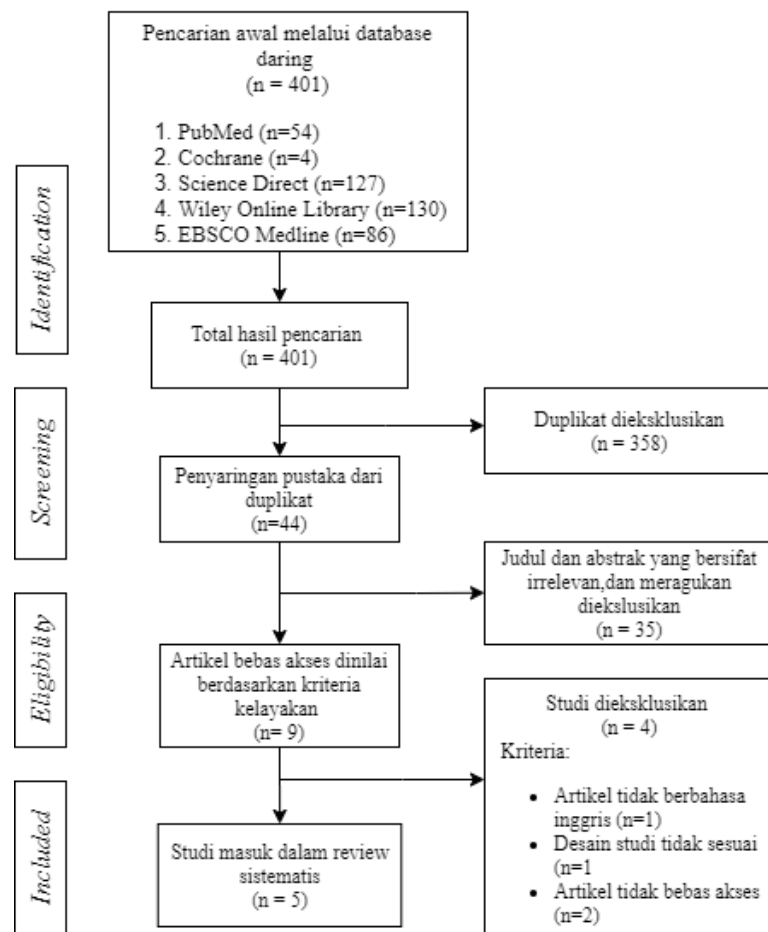 Pencarian awal melalui database
daring
(n = 401)
1. PubMed (n=54)
2. Cochrane (n=4)
3. Science Direct (n=127)
4. Wiley Online Library (n=130)
5. EBSCO Medline (n=86)
Identification
Total hasil pencarian
(n = 401)
Screening
Duplikat dieksklusikan
(n = 358)
Penyaringan pustaka dari
duplikat
(n=44)
Judul dan abstrak yang bersifat
irrelevan,dan meragukan
diekslusikan
(n = 35)
Eligibility
Artikel bebas akses dinilai
berdasarkan kriteria
kelayakan
(n= 9)
Studi dieksklusikan
(n = 4)
Kriteria:
• Artikel tidak berbahasa
inggris (n=1)
• Desain studi tidak sesuai
(n=1
• Artikel tidak bebas akses
(n=2)
Included
Studi masuk dalam review
sistematis
(n = 5)